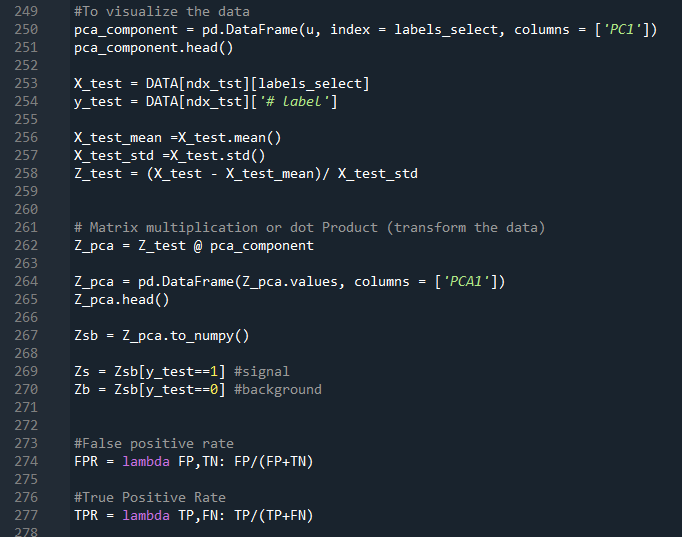 249 #To visualize the data
250 pca_component = pd.DataFrame(u, index = labels_select, columns = ['PC1'])
251 pca_component.head()
252
253 X_test = DATA[ndx_tst][labels_select]
254 y_test = DATA[ndx_tst]['# label']
255
256 X_test_mean =X_test.mean()
257 X_test_std =X_test.std()
258 Z_test = (X_test - X_test_mean)/ X_test_std
259
260
261 # Matrix multiplication or dot Product (transform the data)
262 Z_pca = Z_test @ pca_component
263
264 Z_pca = pd.DataFrame(Z_pca.values, columns = ['PCA1'])
265 Z_pca.head()
266
267 Zsb = Z_pca.to_numpy()
268
269 Zs = Zsb[y_test==1] #signal
270 Zb = Zsb[y_test==0] #background
271
272
273 #False positive rate
274 FPR = lambda FP,TN: FP/(FP+TN)
275
276 #True Positive Rate
277 TPR = lambda TP,FN: TP/(TP+FN)
278